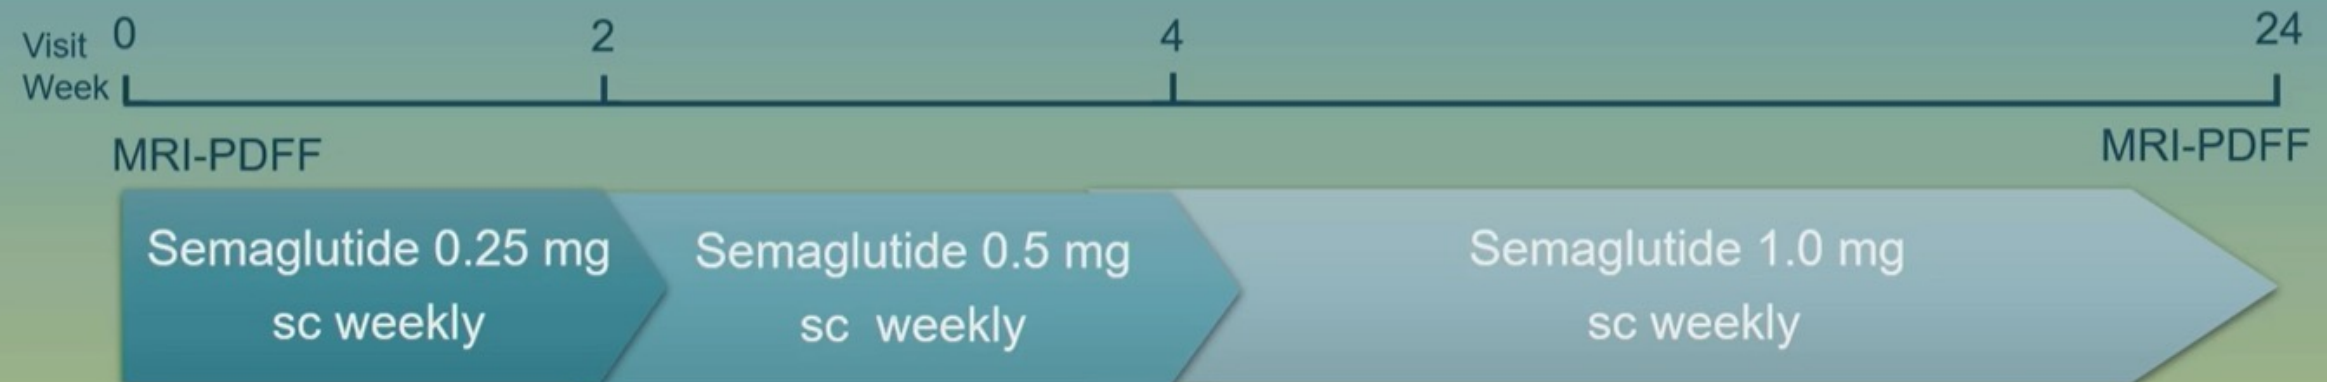 Visit 0 2 4 24
Week
MRI-PDFF MRI-PDFF
Semaglutide 0.25 mg
sc weekly
Semaglutide 0.5 mg
sc weekly
Semaglutide 1.0 mg
sc weekly